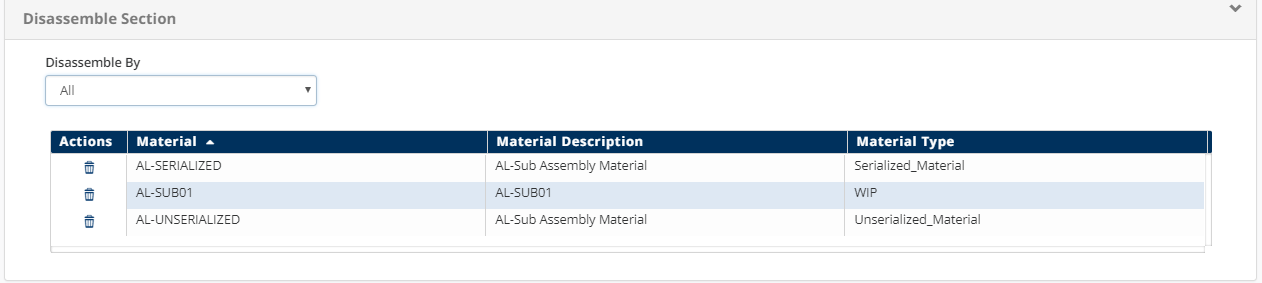 Disassemble Section
Disassemble By
All
Actions Material Material Description Material Type
AL-SERIALIZED AL-Sub Assembly Material Serialized_Material
AL-SUB01 AL-SUB01 WIP
AL-UNSERIALIZED AL-Sub Assembly Material Unserialized_Material